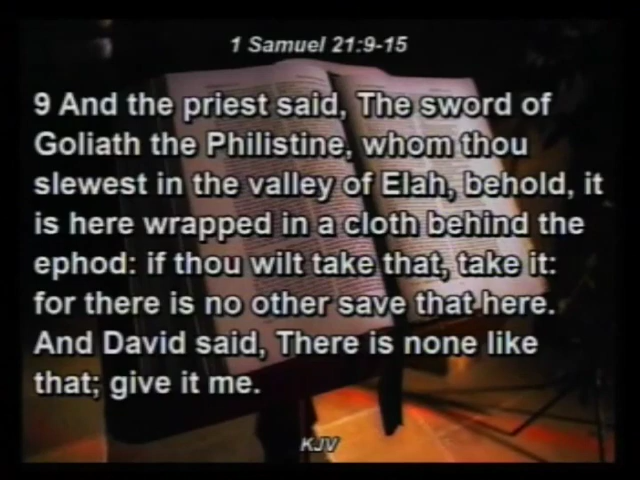 1 Samuel 21:9-15
9 And the priest said, The sword of
Goliath the Philistine, whom thou
slewest in the valley of Elah, behold, it
is here wrapped in a cloth behind the
ephod: if thou wilt take that, take it:
for there is no other save that here.
And David said, There is none like
that; give it me.
KJV